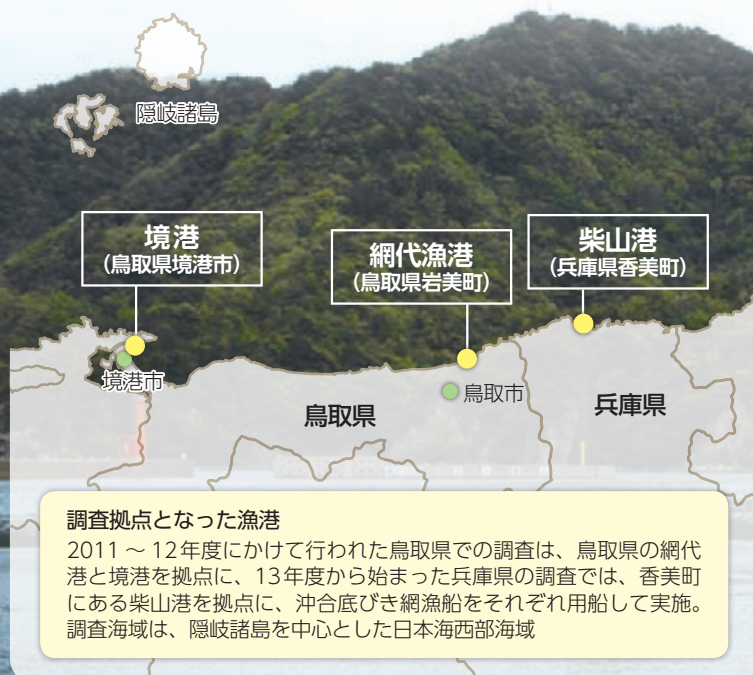 隠岐諸島
境港
(鳥取県境港市)
網代漁港
(鳥取県岩美町)
柴山港
(兵庫県香美町)
境港市
鳥取市
鳥取県
兵庫県
調査拠点となった漁港
2011 ~ 12年度にかけて行われた鳥取県での調査は、鳥取県の網代
港と境港を拠点に、13年度から始まった兵庫県の調査では、香美町
にある柴山港を拠点に、沖合底びき網漁船をそれぞれ用船して実施。
調査海域は、隠岐諸島を中心とした日本海西部海域